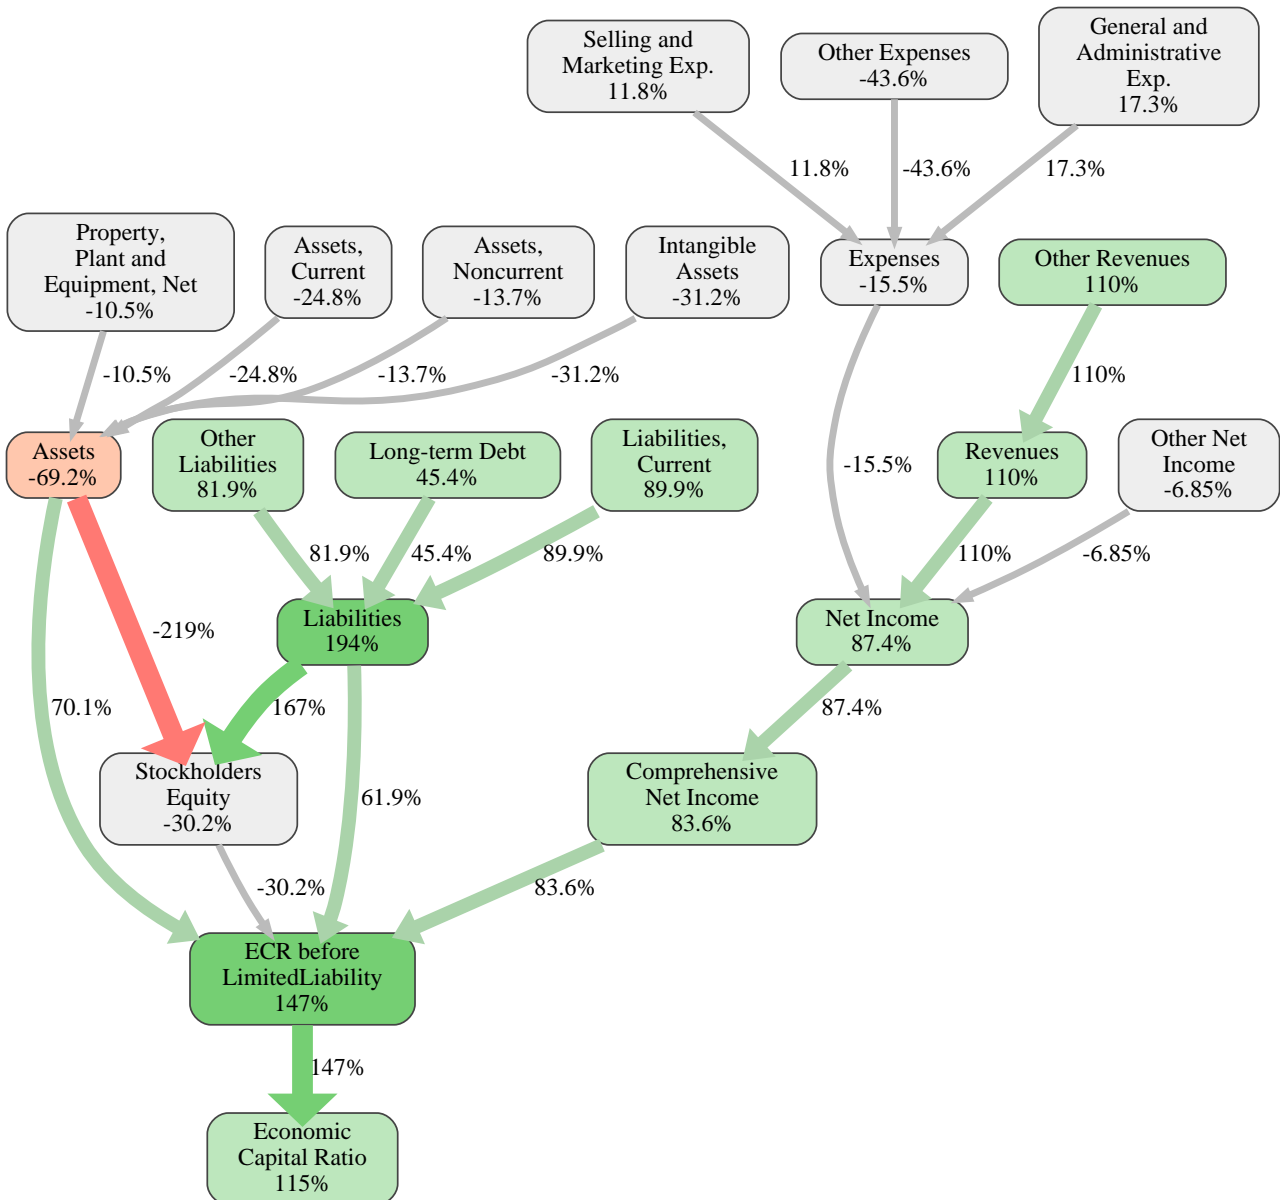 Selling and
Marketing Exp.
11.8%
Other Expenses
-43.6%
General and
Administrative
Exp.
17.3%
11.8%
-43.6%
17.3%
Property,
Plant and
Equipment, Net
-10.5%
Assets,
Current
-24.8%
Assets,
Noncurrent
-13.7%
Intangible
Assets
-31.2%
Expenses
-15.5%
Other Revenues
110%
-10.5%
-24.8%
-13.7%
-31.2%
110%
Assets
-69.2%
Other
Liabilities
81.9%
Long-term Debt
45.4%
Liabilities,
Current
89.9%
-15.5%
Revenues
110%
Other Net
Income
-6.85%
81.9%
45.4%
89.9%
110%
-6.85%
-219%
Liabilities
194%
Net Income
87.4%
70.1%
167%
87.4%
Stockholders
Equity
-30.2%
61.9%
Comprehensive
Net Income
83.6%
-30.2%
83.6%
ECR before
LimitedLiability
147%
147%
Economic
Capital Ratio
115%